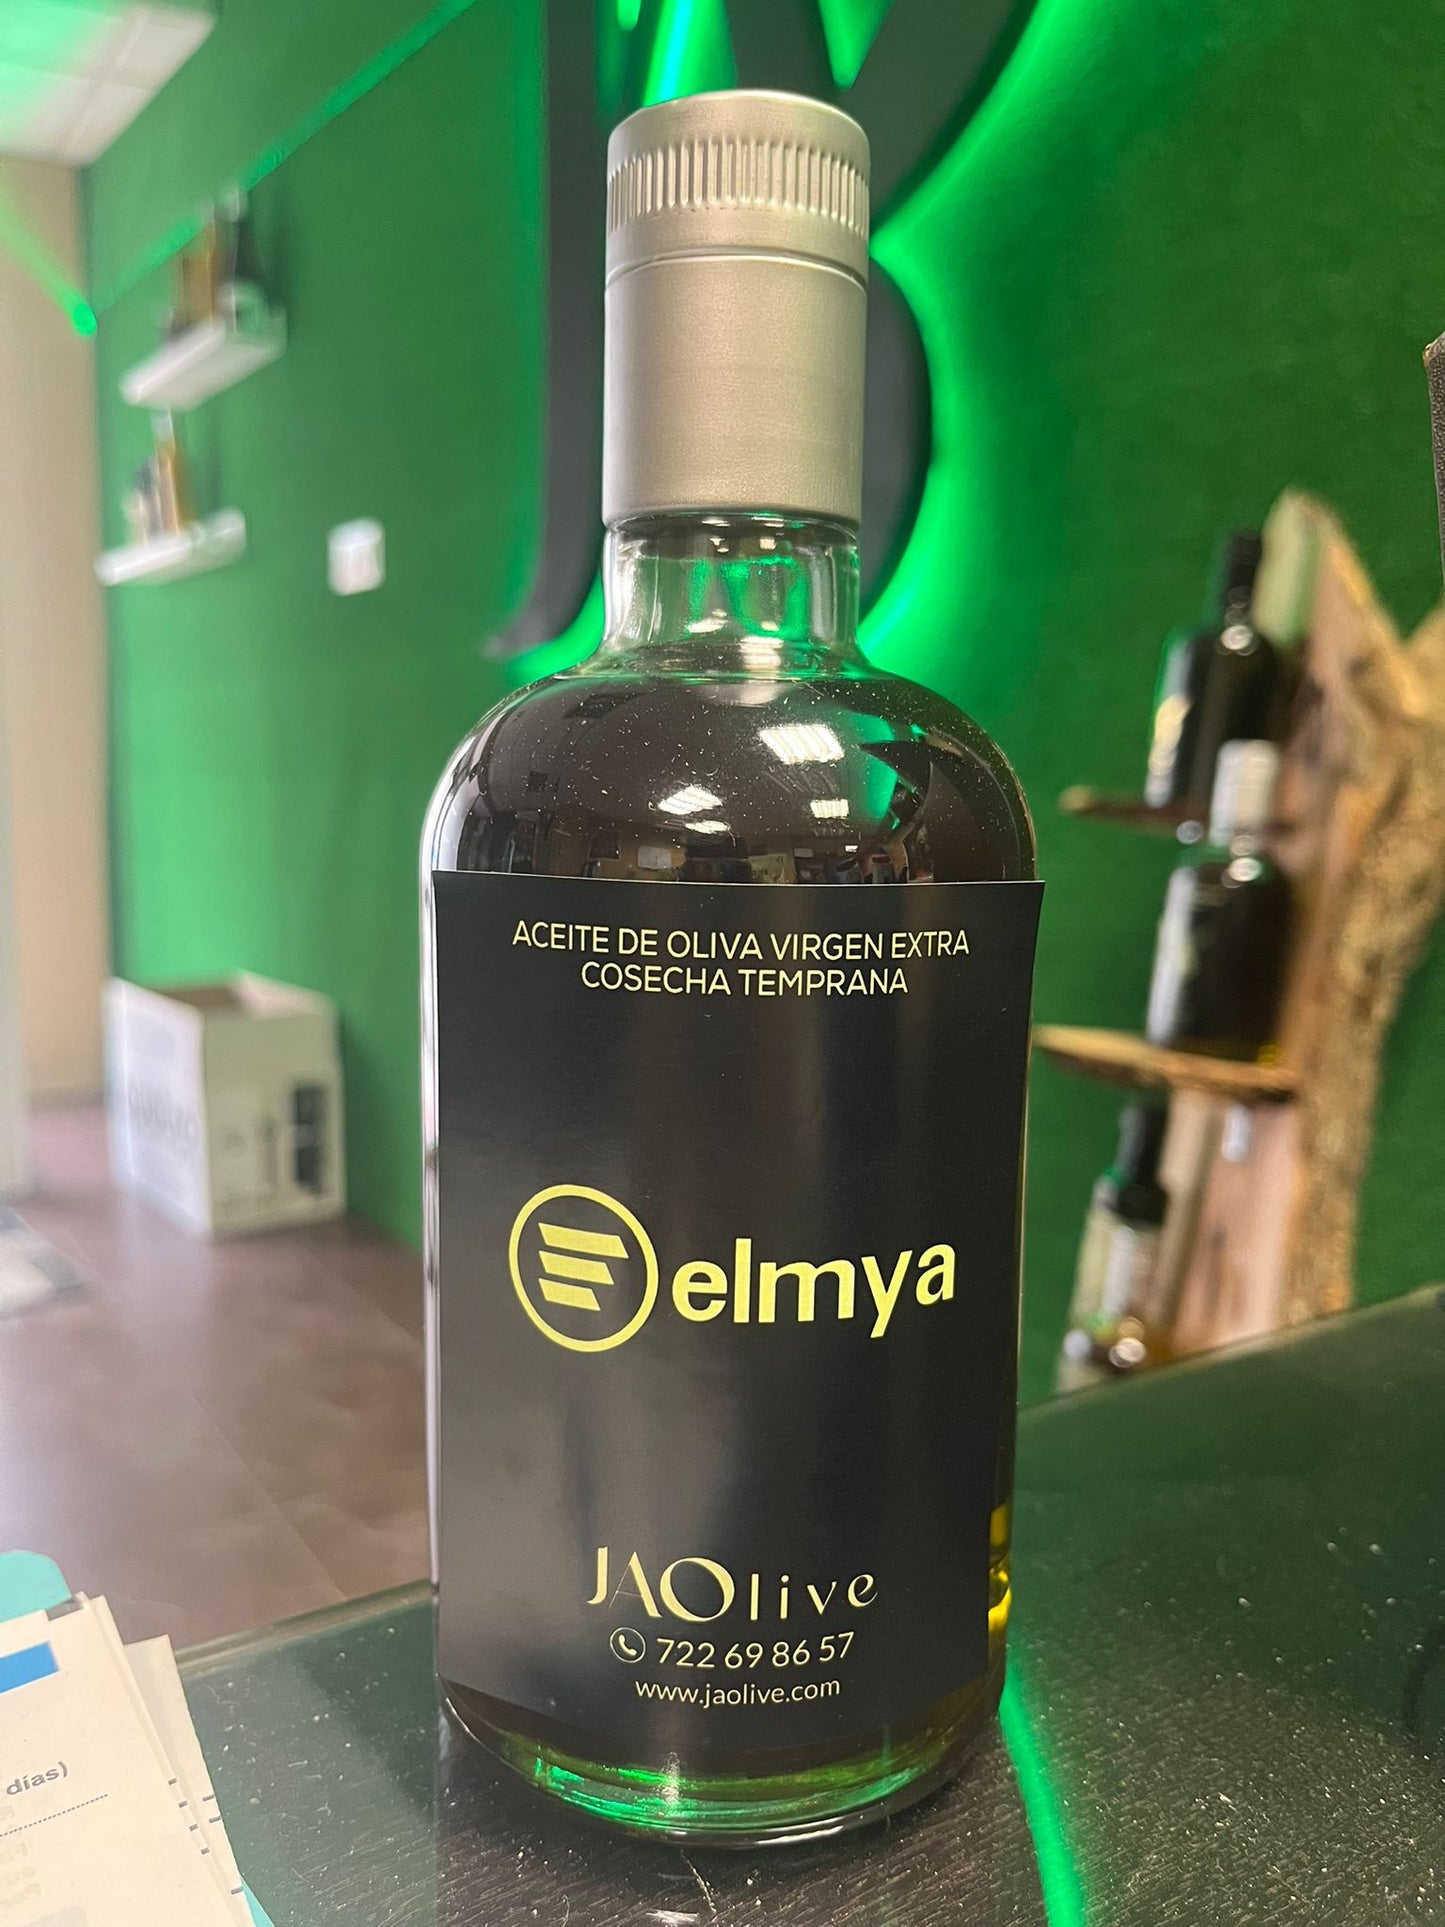 ACEITE DE OLIVA VIRGEN EXTRA
COSECHA TEMPRANA
elmya
JAOlive
722 69 86 57
www.jaolive.com
días)